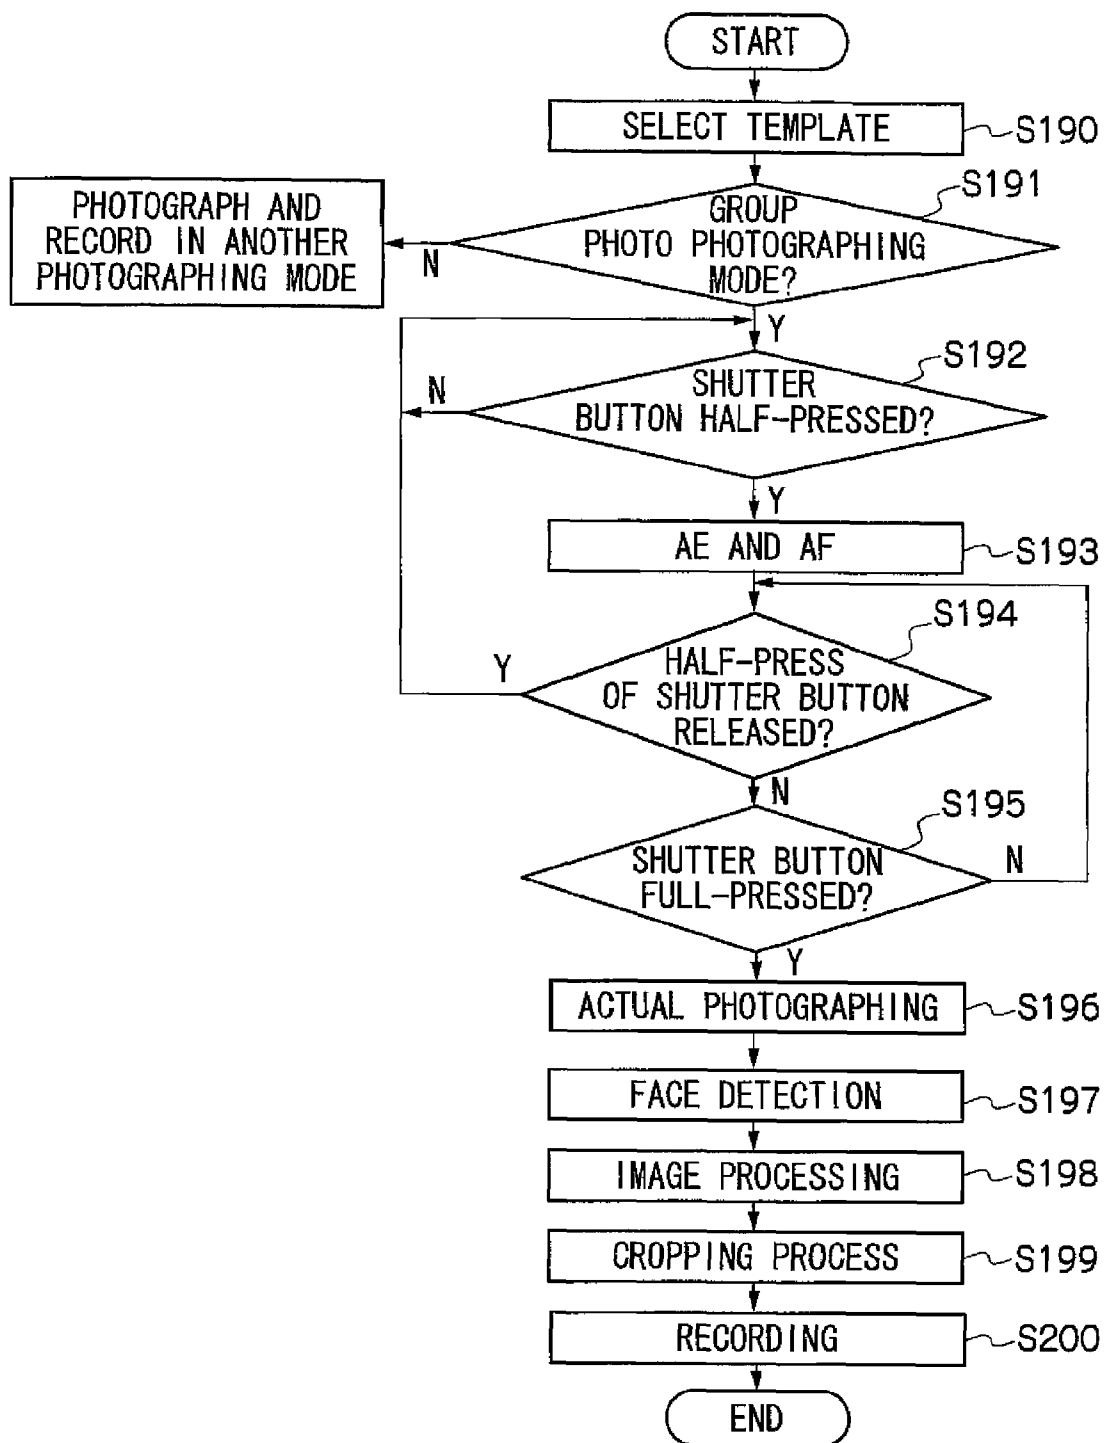 START
SELECT TEMPLATE
S190
S191
GROUP
PHOTO PHOTOGRAPHING
MODE?
PHOTOGRAPH AND
RECORD IN ANOTHER
PHOTOGRAPHING MODE
N
Y
S192
SHUTTER
BUTTON HALF-PRESSED?
N
Y
AE AND AF
S193
S194
HALF-PRESS
OF SHUTTER BUTTON
RELEASED?
Y
N
S195
SHUTTER BUTTON
FULL-PRESSED?
N
Y
ACTUAL PHOTOGRAPHING
S196
FACE DETECTION
S197
IMAGE PROCESSING
S198
CROPPING PROCESS
S199
RECORDING
S200
END